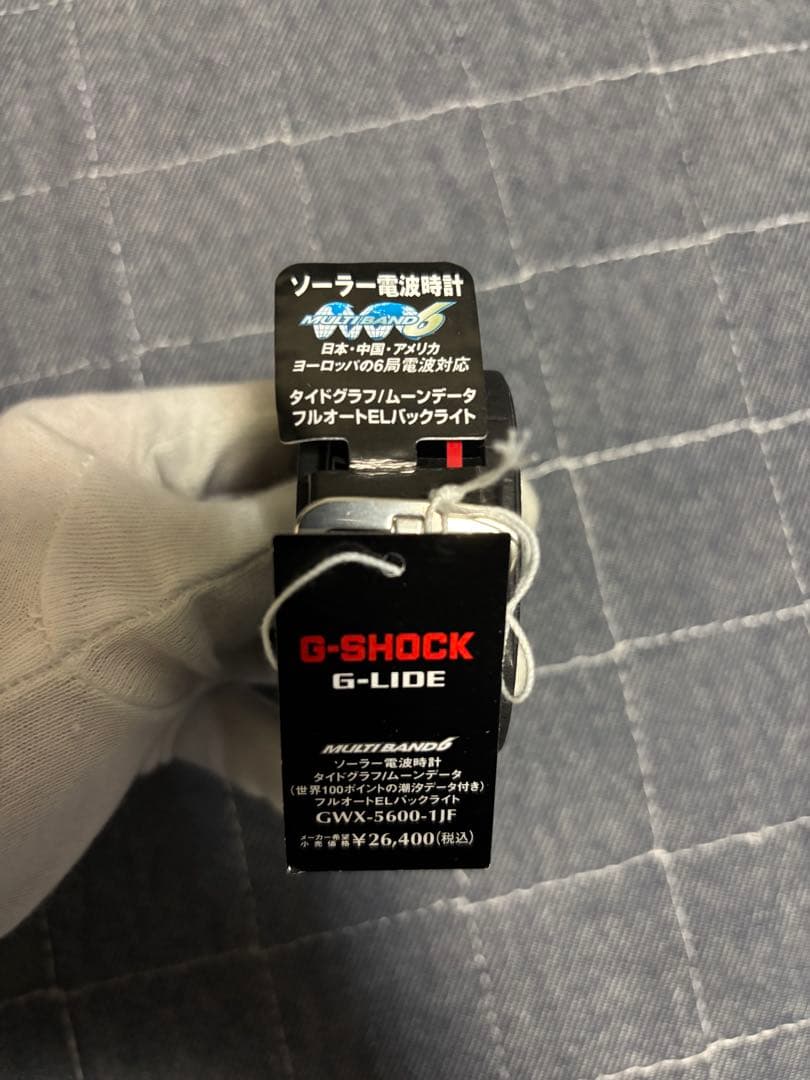 ソーラー電波時計
MULTI BAND 6
日本・中国・アメリカ
ヨーロッパの6局電波対応
タイドグラフ/ムーンデータ
フルオートELバックライト
G-SHOCK
G-LIDE
MULTI BAND 6
ソーラー電波時計
タイドグラフ/ムーンデータ
(世界100ポイントの潮汐データ付き)
フルオートELバックライト
GWX-5600-1JF
メーカー希望小売価格 ¥26,400(税込)